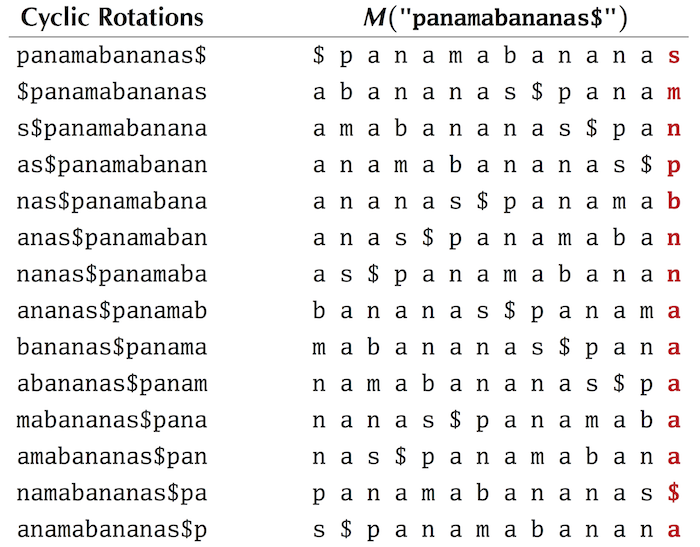 Cyclic Rotations M("panamabananas$")
panamabananas$ $ p a n a m a b a n a n a s
$panamabananas a b a n a n a s $ p a n a m
s$panamabanana a m a b a n a n a s $ p a n
as$panamabanan a n a m a b a n a n a s $ p
nas$panamabana a n a n a s $ p a n a m a b
anas$panamaban a n a s $ p a n a m a b a n
nanas$panamaba a s $ p a n a m a b a n a n
ananas$panamab b a n a n a s $ p a n a m a
bananas$panama m a b a n a n a s $ p a n a
abananas$panam n a m a b a n a n a s $ p a
mabananas$pana n a n a s $ p a n a m a b a
amabananas$pan n a s $ p a n a m a b a n a
namabananas$pa p a n a m a b a n a n a s $
anamabananas$p s $ p a n a m a b a n a n a